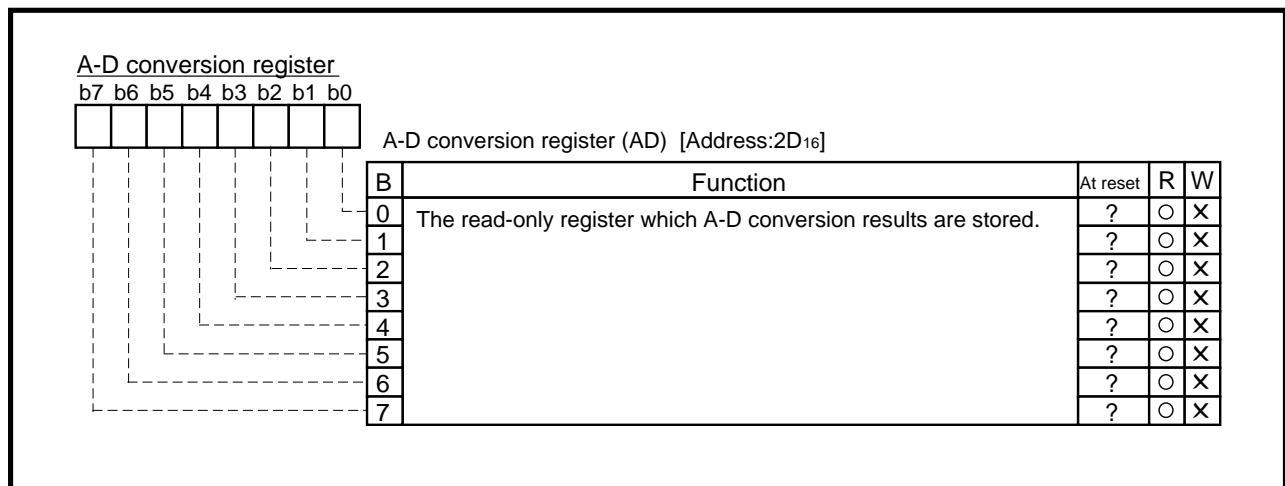 A-D conversion register
b7 b6 b5 b4 b3 b2 b1 b0
A-D conversion register (AD) [Address:2D16]
B Function At reset R W
0 The read-only register which A-D conversion results are stored. ? ○ ×
1 ? ○ ×
2 ? ○ ×
3 ? ○ ×
4 ? ○ ×
5 ? ○ ×
6 ? ○ ×
7 ? ○ ×